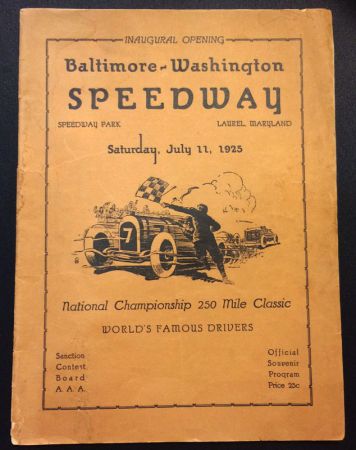 INAUGURAL OPENING
Baltimore-Washington
SPEEDWAY
SPEEDWAY PARK LAUREL, MARYLAND
Saturday, July 11, 1925
7
National Championship 250 Mile Classic
WORLD'S FAMOUS DRIVERS
Sanction
Contest
Board
A.A.A.
Official
Souvenir
Program
Price 25c